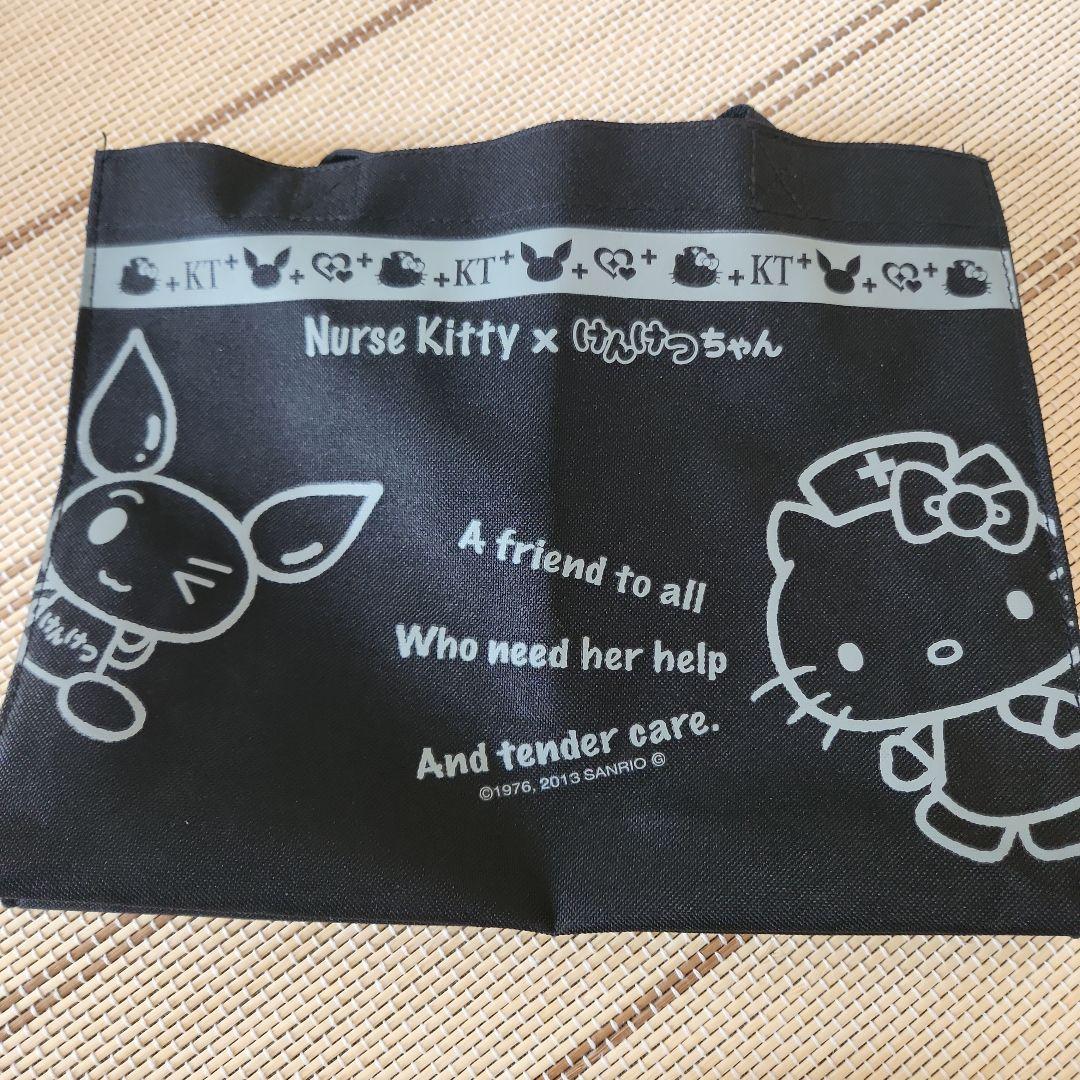 +KT+ + + +KT+ + + +KT+ + +
Nurse Kitty x けんけつちゃん
A friend to all
Who need her help
And tender care.
©1976, 2013 SANRIO Ⓖ
けんけつ